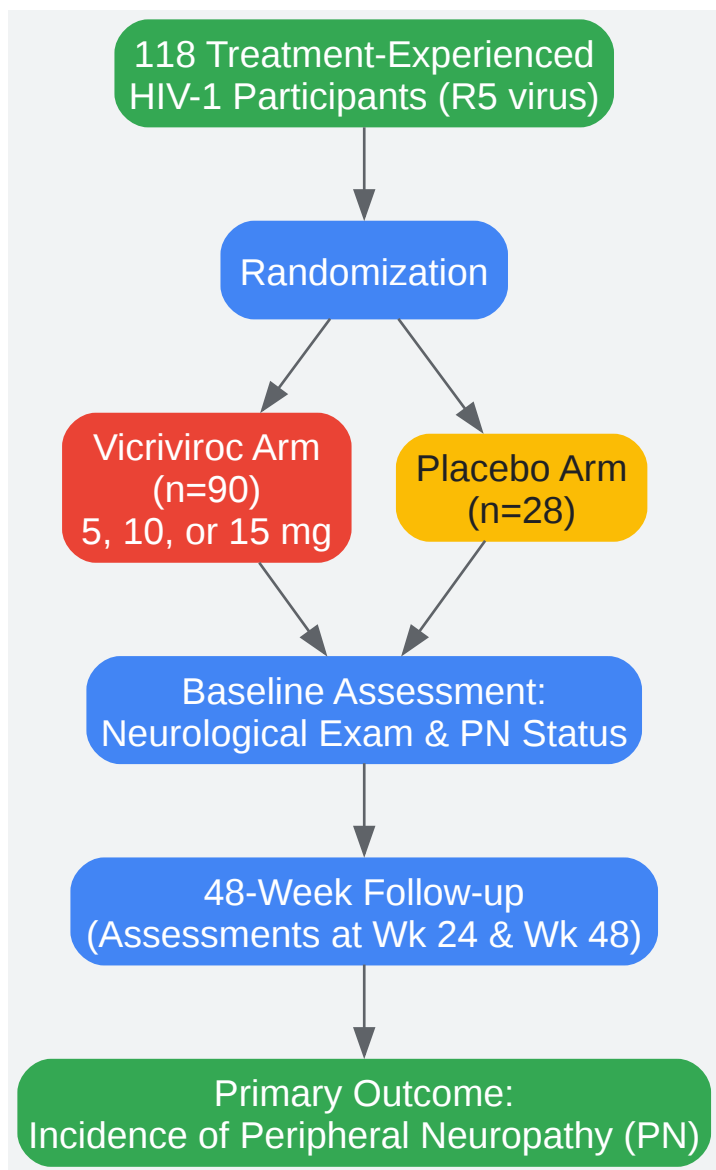 118 Treatment-Experienced
HIV-1 Participants (R5 virus)
Randomization
Vicriviroc Arm
(n=90)
5, 10, or 15 mg
Placebo Arm
(n=28)
Baseline Assessment:
Neurological Exam & PN Status
48-Week Follow-up
(Assessments at Wk 24 & Wk 48)
Primary Outcome:
Incidence of Peripheral Neuropathy (PN)